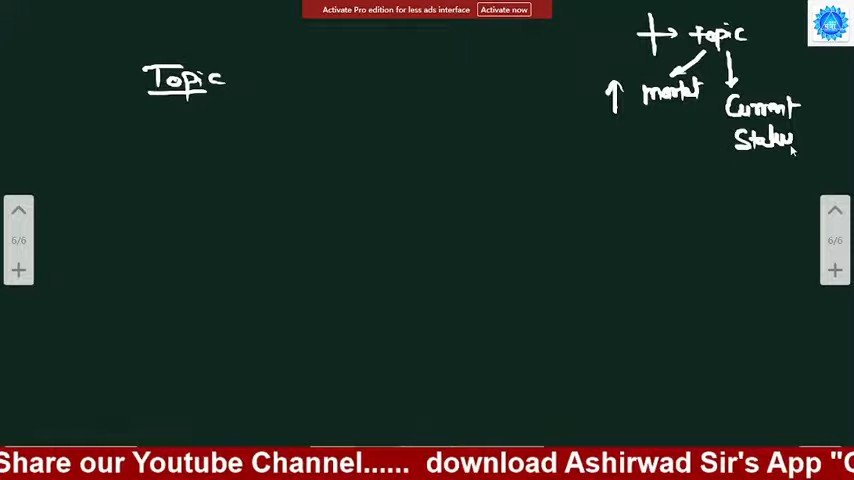 Activate Pro edition for less ads interface Activate now
Topic
topic
market
Current
Status
6/6
6/6
Share our Youtube Channel...... download Ashirwad Sir's App "